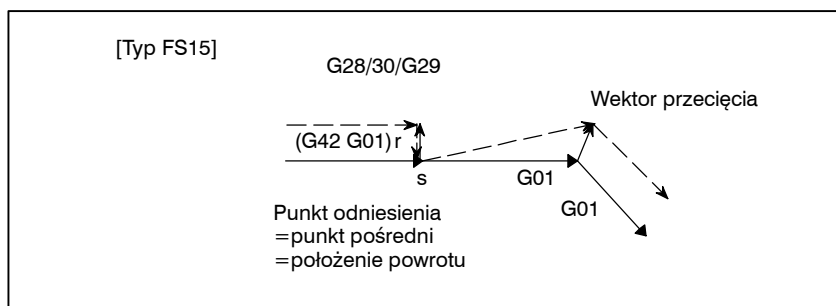 [Typ FS15]
G28/30/G29
Wektor przecięcia
(G42 G01) r
s
G01
G01
Punkt odniesienia
=punkt pośredni
=położenie powrotu